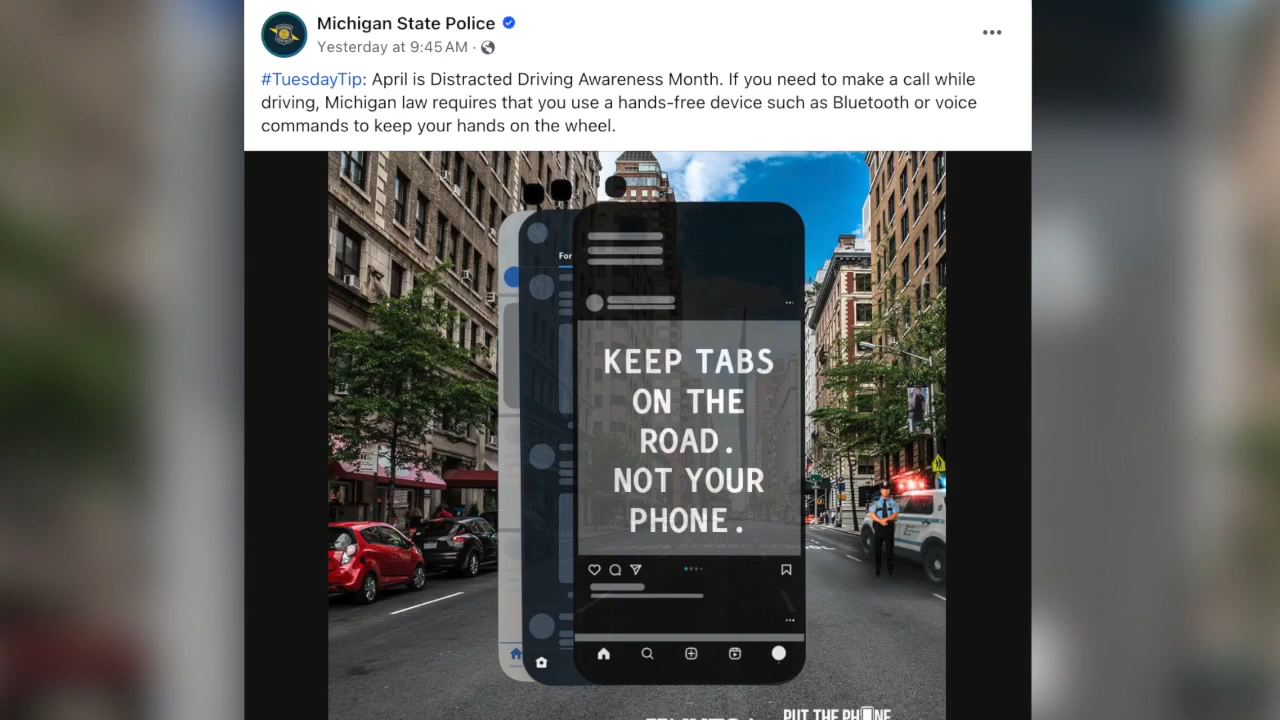 Michigan State Police
Yesterday at 9:45 AM ·
#TuesdayTip: April is Distracted Driving Awareness Month. If you need to make a call while
driving, Michigan law requires that you use a hands-free device such as Bluetooth or voice
commands to keep your hands on the wheel.
For
KEEP TABS
ON THE
ROAD.
NOT YOUR
PHONE.
PUT THE PHONE